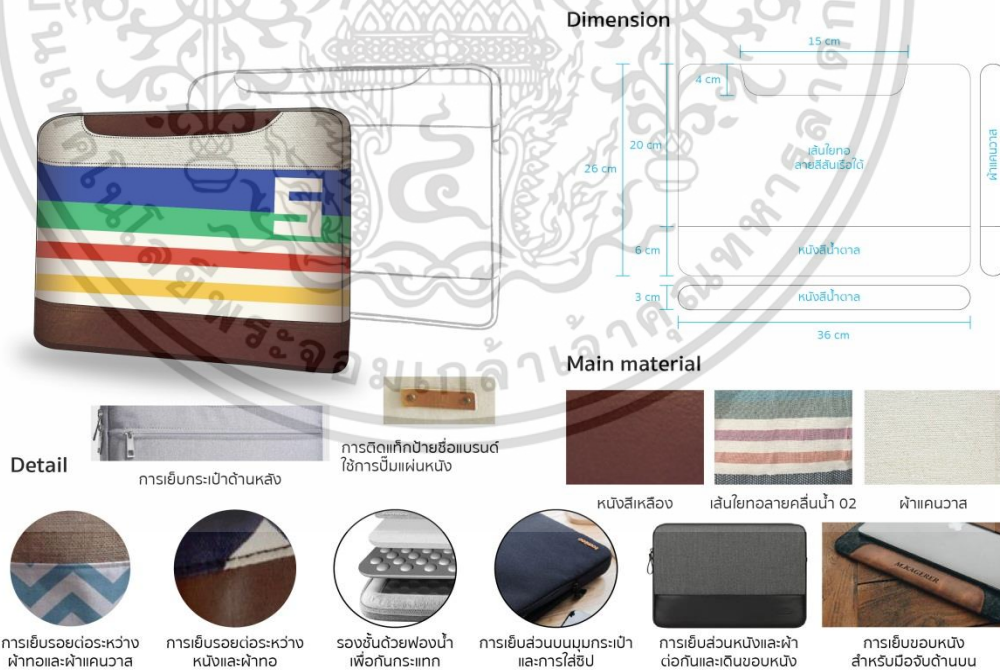 Dimension
15 cm
4 cm
20 cm
26 cm
เส้นใยทอ
ลายสีสันเรือใต้
ผ้าแคนวาส
6 cm
หนังสีน้ำตาล
3 cm
หนังสีน้ำตาล
36 cm
Main material
หนังสีเหลือง
เส้นใยทอลายคลื่นน้ำ 02
ผ้าแคนวาส
Detail
การเย็บกระเป๋าด้านหลัง
การติดแท็กป้ายชื่อแบรนด์
ใช้การปั๊มแผ่นหนัง
การเย็บรอยต่อระหว่าง
ผ้าทอและผ้าแคนวาส
การเย็บรอยต่อระหว่าง
หนังและผ้าทอ
รองชั้นด้วยฟองน้ำ
เพื่อกันกระแทก
การเย็บส่วนบนมุมกระเป๋า
และการใส่ซิป
การเย็บส่วนหนังและผ้า
ต่อกันและเดินขอบหนัง
M.RAGERER
การเย็บขอบหนัง
สำหรับมือจับด้านบน